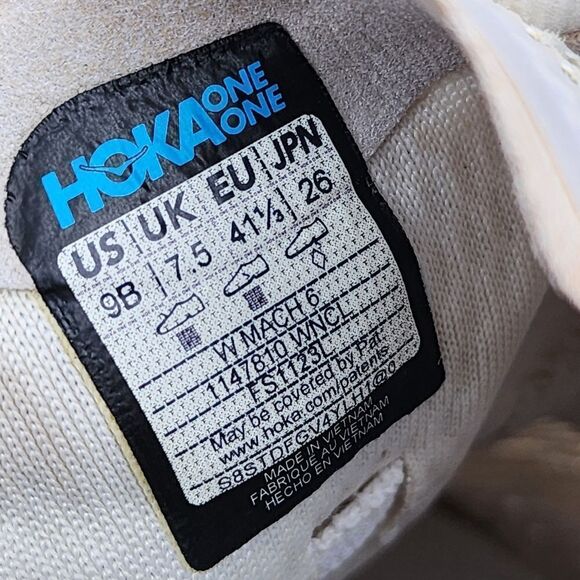 HOKA ONE ONE
US UK EU JPN
9B 7.5 41⅓ 26
W MACH 6
1147810 WNCL
FS1123L
May be covered by Pat.
www.hoka.com/patents
MADE IN VIETNAM
FABRIQUE AU VIETNAM
HECHO EN VIETNAM